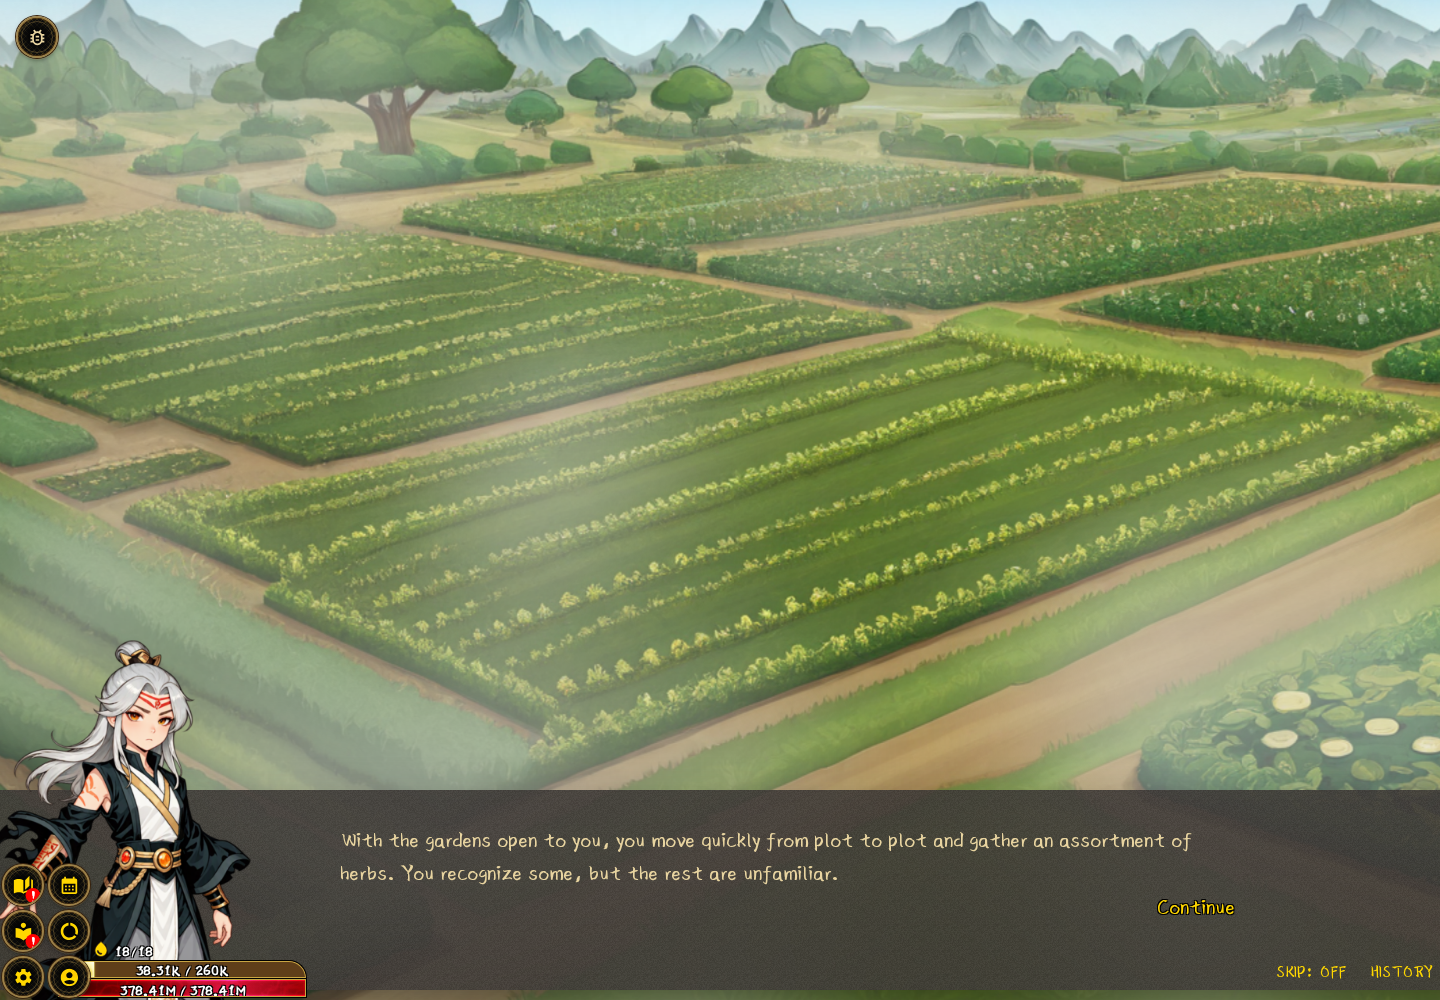 With the gardens open to you, you move quickly from plot to plot and gather an assortment of
herbs. You recognize some, but the rest are unfamiliar.
Continue
18/18
38.31k / 260k
378.41M / 378.41M
SKIP: OFF HISTORY